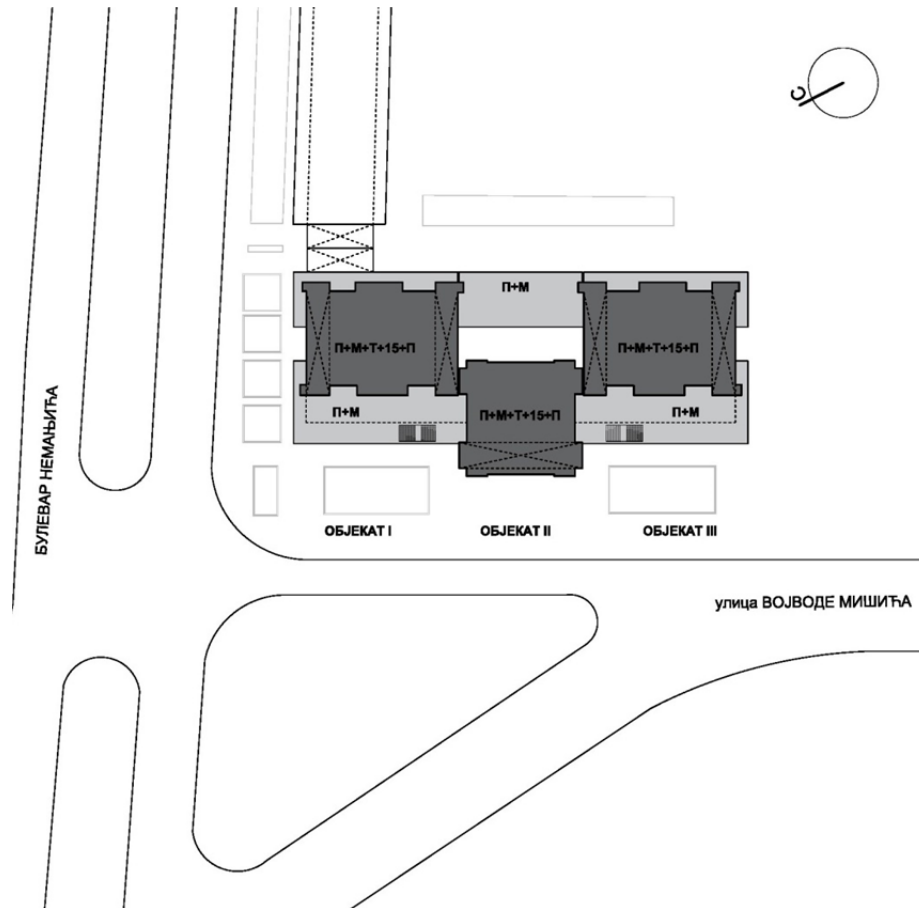 С
П+М
П+М+Т+15+П
П+М+Т+15+П
П+М
П+М+Т+15+П
П+М
БУЛЕВАР НЕМАЊИЋА
ОБЈЕКАТ I
ОБЈЕКАТ II
ОБЈЕКАТ III
улица ВОЈВОДЕ МИШИЋА